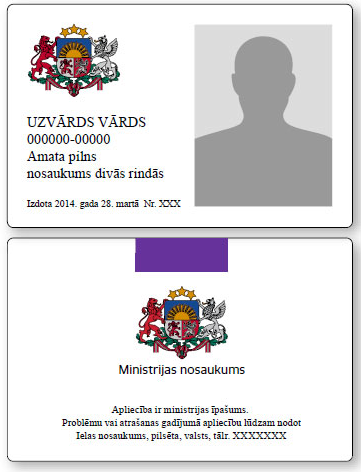 UZVĀRDS VĀRDS
000000-00000
Amata pilns
nosaukums divās rindās
Izdota 2014. gada 28. martā Nr. XXX
Ministrijas nosaukums
Apliecība ir ministrijas īpašums.
Problēmu vai atrašanas gadījumā apliecību lūdzam nodot
Ielas nosaukums, pilsēta, valsts, tālr. XXXXXXX